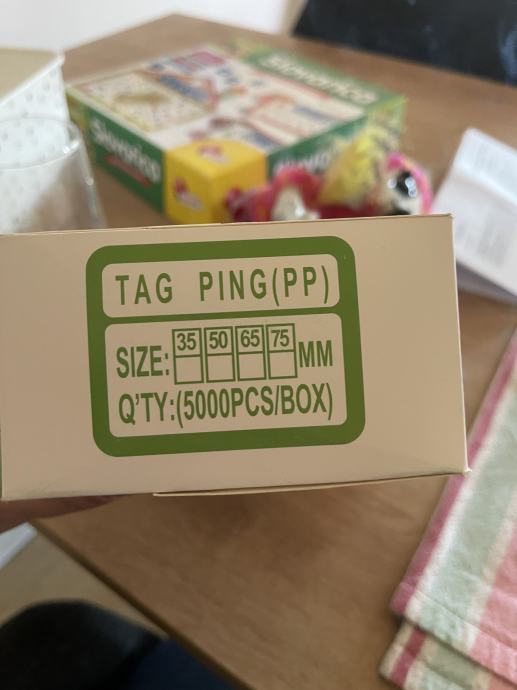 TAG PING(PP)
SIZE: 35 50 65 75 MM
Q'TY:(5000PCS/BOX)